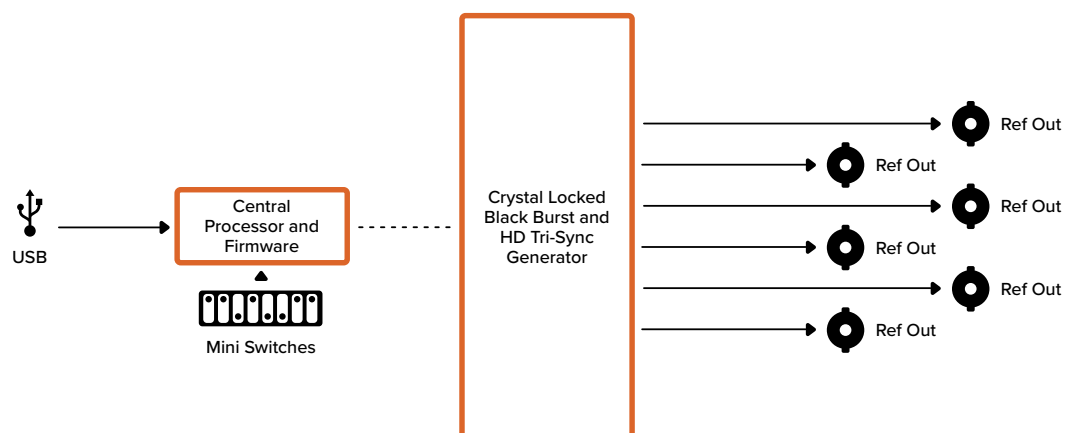 USB
Central
Processor and
Firmware
Mini Switches
Crystal Locked
Black Burst and
HD Tri-Sync
Generator
Ref Out
Ref Out
Ref Out
Ref Out
Ref Out
Ref Out